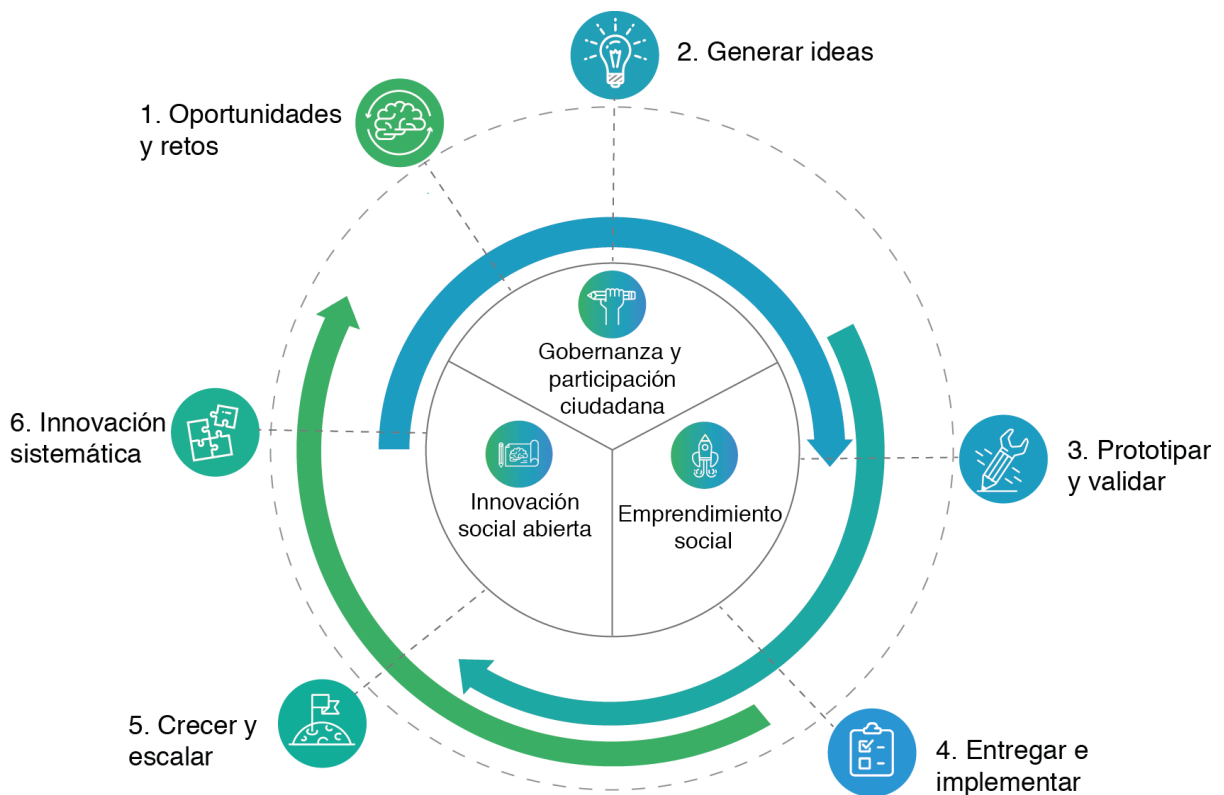 1. Oportunidades
y retos
2. Generar ideas
3. Prototipar
y validar
4. Entregar e
implementar
5. Crecer y
escalar
6. Innovación
sistemática
Gobernanza y
participación
ciudadana
Emprendimiento
social
Innovación
social abierta